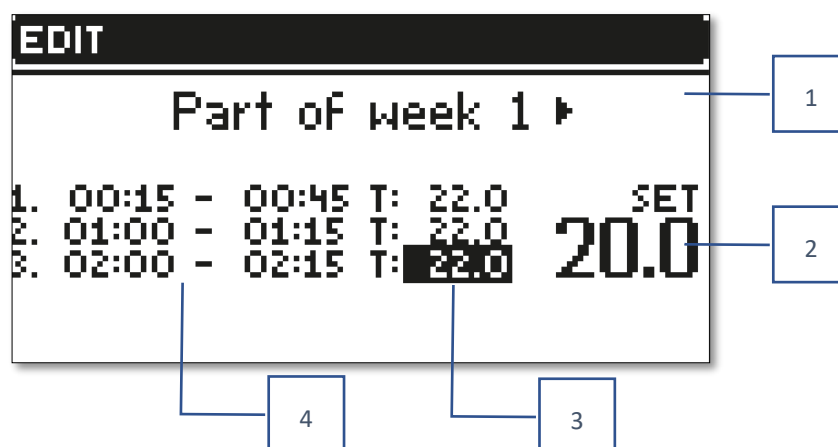 EDIT
Part of week 1
1. 00:15 - 00:45 T: 22.0 SET
2. 01:00 - 01:15 T: 22.0 20.0
3. 02:00 - 02:15 T: 22.0
1
2
3
4